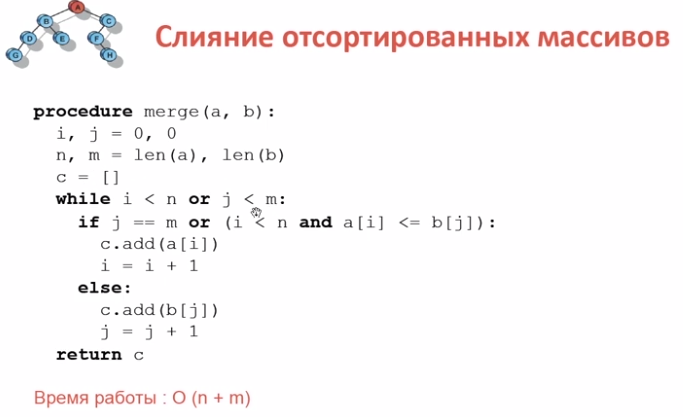 A
B
C
D
E
F
G
H
Слияние отсортированных массивов
procedure merge(a, b):
i, j = 0, 0
n, m = len(a), len(b)
c = []
while i < n or j < m:
if j == m or (i < n and a[i] <= b[j]):
c.add(a[i])
i = i + 1
else:
c.add(b[j])
j = j + 1
return c
Время работы : O (n + m)